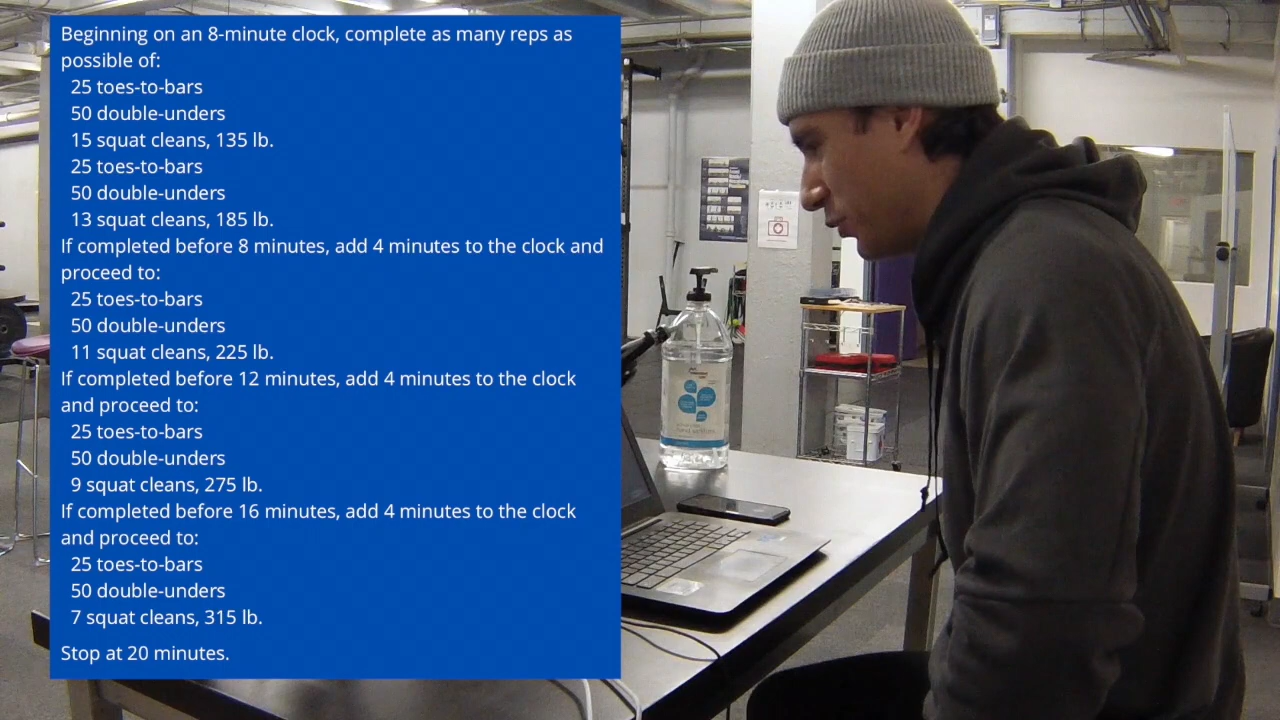 Beginning on an 8-minute clock, complete as many reps as
possible of:
25 toes-to-bars
50 double-unders
15 squat cleans, 135 lb.
25 toes-to-bars
50 double-unders
13 squat cleans, 185 lb.
If completed before 8 minutes, add 4 minutes to the clock and
proceed to:
25 toes-to-bars
50 double-unders
11 squat cleans, 225 lb.
If completed before 12 minutes, add 4 minutes to the clock
and proceed to:
25 toes-to-bars
50 double-unders
9 squat cleans, 275 lb.
If completed before 16 minutes, add 4 minutes to the clock
and proceed to:
25 toes-to-bars
50 double-unders
7 squat cleans, 315 lb.
Stop at 20 minutes.